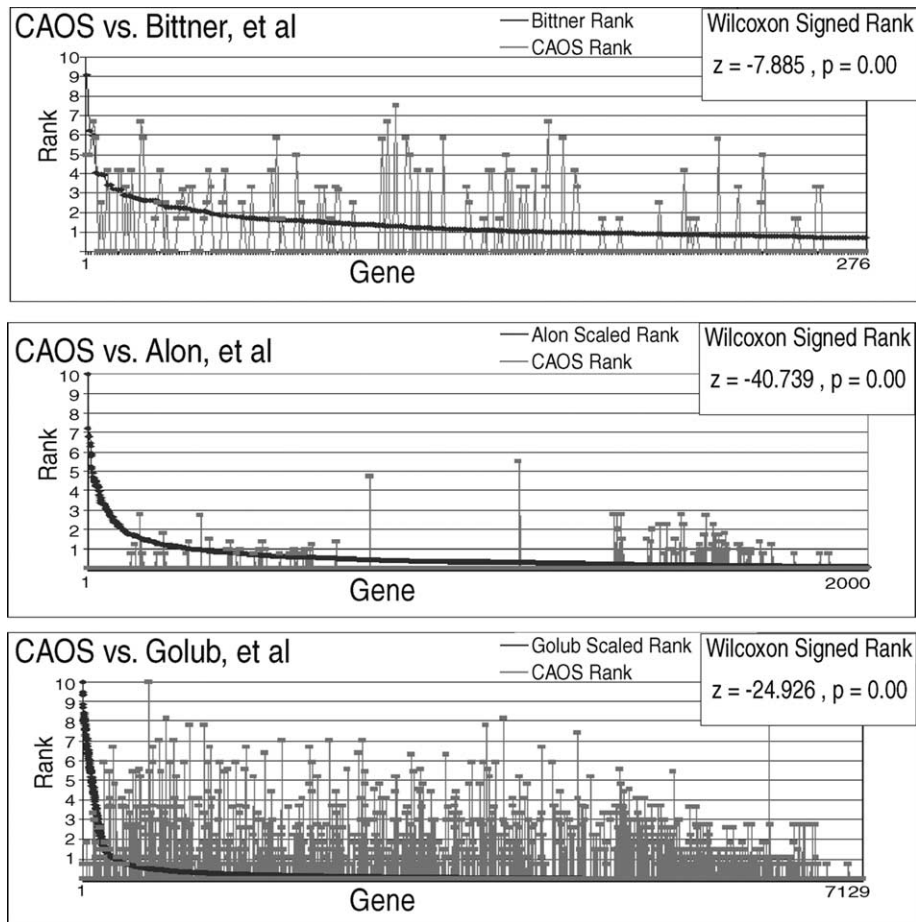 CAOS vs. Bittner, et al
Bittner Rank
CAOS Rank
Wilcoxon Signed Rank
z = -7.885 , p = 0.00
Rank
10
9
8
7
6
5
4
3
2
1
1
276
Gene
CAOS vs. Alon, et al
Alon Scaled Rank
CAOS Rank
Wilcoxon Signed Rank
z = -40.739 , p = 0.00
Rank
10
9
8
7
6
5
4
3
2
1
1
2000
Gene
CAOS vs. Golub, et al
Golub Scaled Rank
CAOS Rank
Wilcoxon Signed Rank
z = -24.926 , p = 0.00
Rank
10
9
8
7
6
5
4
3
2
1
1
7129
Gene